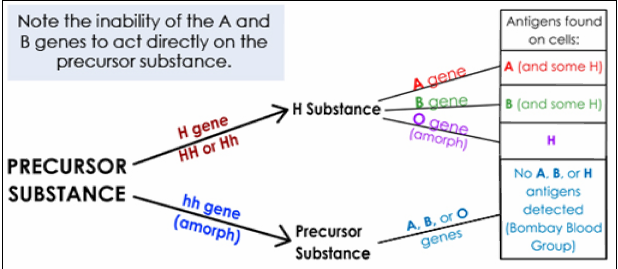 Note the inability of the A and
B genes to act directly on the
precursor substance.
Antigens found
on cells:
A gene
A (and some H)
H Substance
B gene
B (and some H)
O gene
(amorph)
H
H gene
HH or Hh
PRECURSOR
SUBSTANCE
hh gene
(amorph)
Precursor
Substance
A, B, or O
genes
No A, B, or H
antigens
detected
(Bombay Blood
Group)